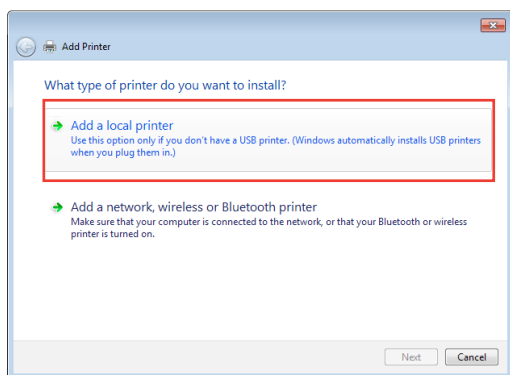 Add Printer
What type of printer do you want to install?
Add a local printer
Use this option only if you don't have a USB printer. (Windows automatically installs USB printers
when you plug them in.)
Add a network, wireless or Bluetooth printer
Make sure that your computer is connected to the network, or that your Bluetooth or wireless
printer is turned on.
Next Cancel